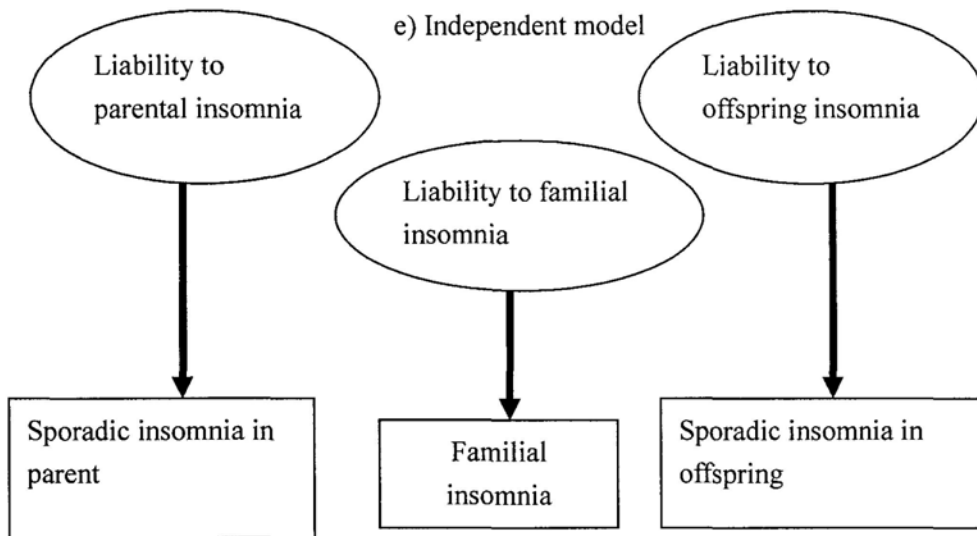 e) Independent model
Liability to
parental insomnia
Liability to familial
insomnia
Liability to
offspring insomnia
Sporadic insomnia in
parent
Familial
insomnia
Sporadic insomnia in
offspring